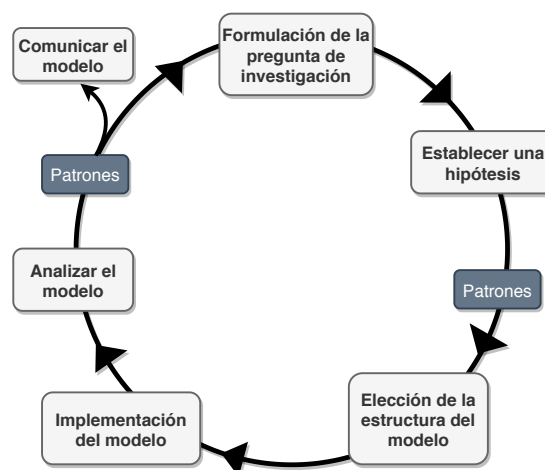 Comunicar el
modelo
Formulación de la
pregunta de
investigación
Establecer una
hipótesis
Patrones
Elección de la
estructura del
modelo
Implementación
del modelo
Analizar el
modelo
Patrones